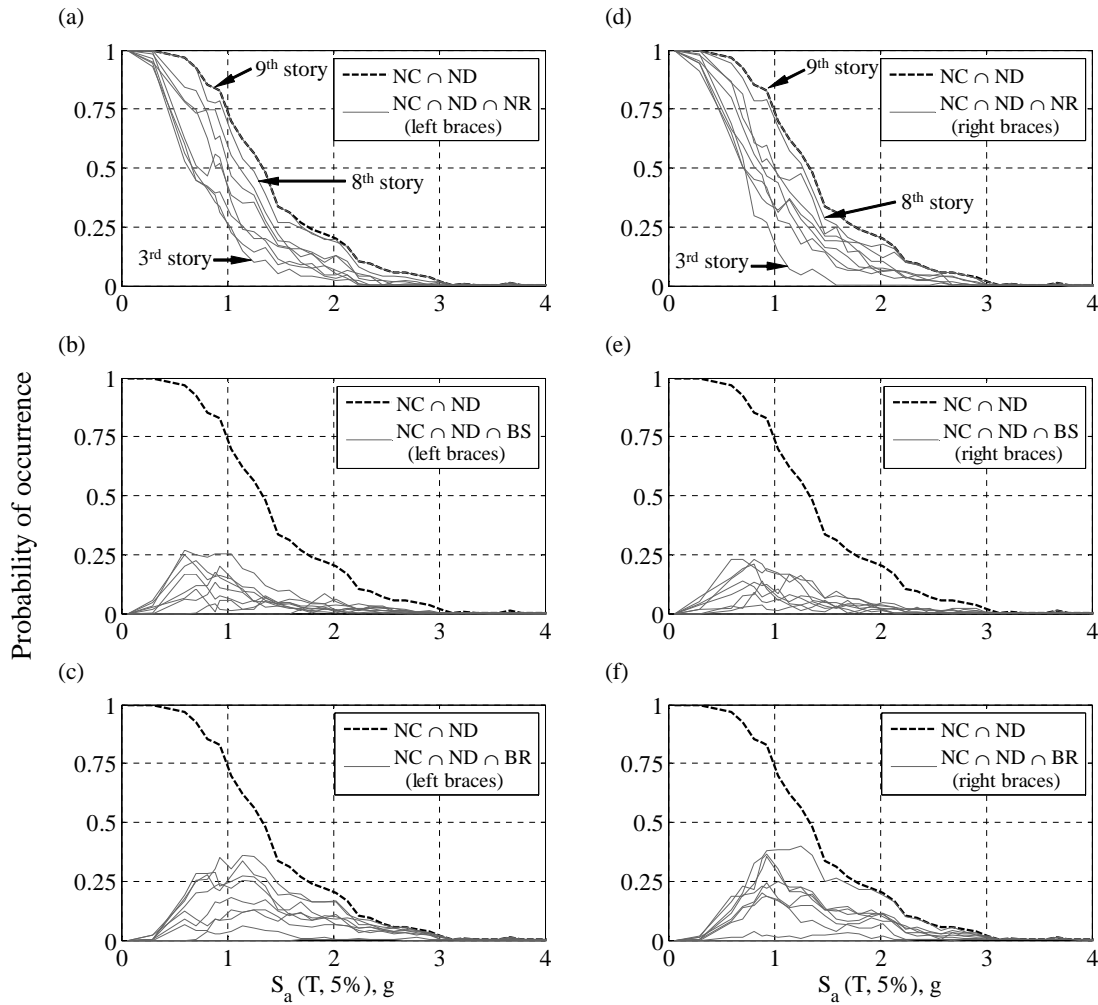 (a)
1
0.75
0.5
0.25
0
0
1
2
3
4
9th story
8th story
3rd story
NC ∩ ND
NC ∩ ND ∩ NR
(left braces)
(d)
1
0.75
0.5
0.25
0
0
1
2
3
4
9th story
8th story
3rd story
NC ∩ ND
NC ∩ ND ∩ NR
(right braces)
Probability of occurrence
(b)
1
0.75
0.5
0.25
0
0
1
2
3
4
NC ∩ ND
NC ∩ ND ∩ BS
(left braces)
(e)
1
0.75
0.5
0.25
0
0
1
2
3
4
NC ∩ ND
NC ∩ ND ∩ BS
(right braces)
(c)
1
0.75
0.5
0.25
0
0
1
2
3
4
NC ∩ ND
NC ∩ ND ∩ BR
(left braces)
Sa (T, 5%), g
(f)
1
0.75
0.5
0.25
0
0
1
2
3
4
NC ∩ ND
NC ∩ ND ∩ BR
(right braces)
Sa (T, 5%), g